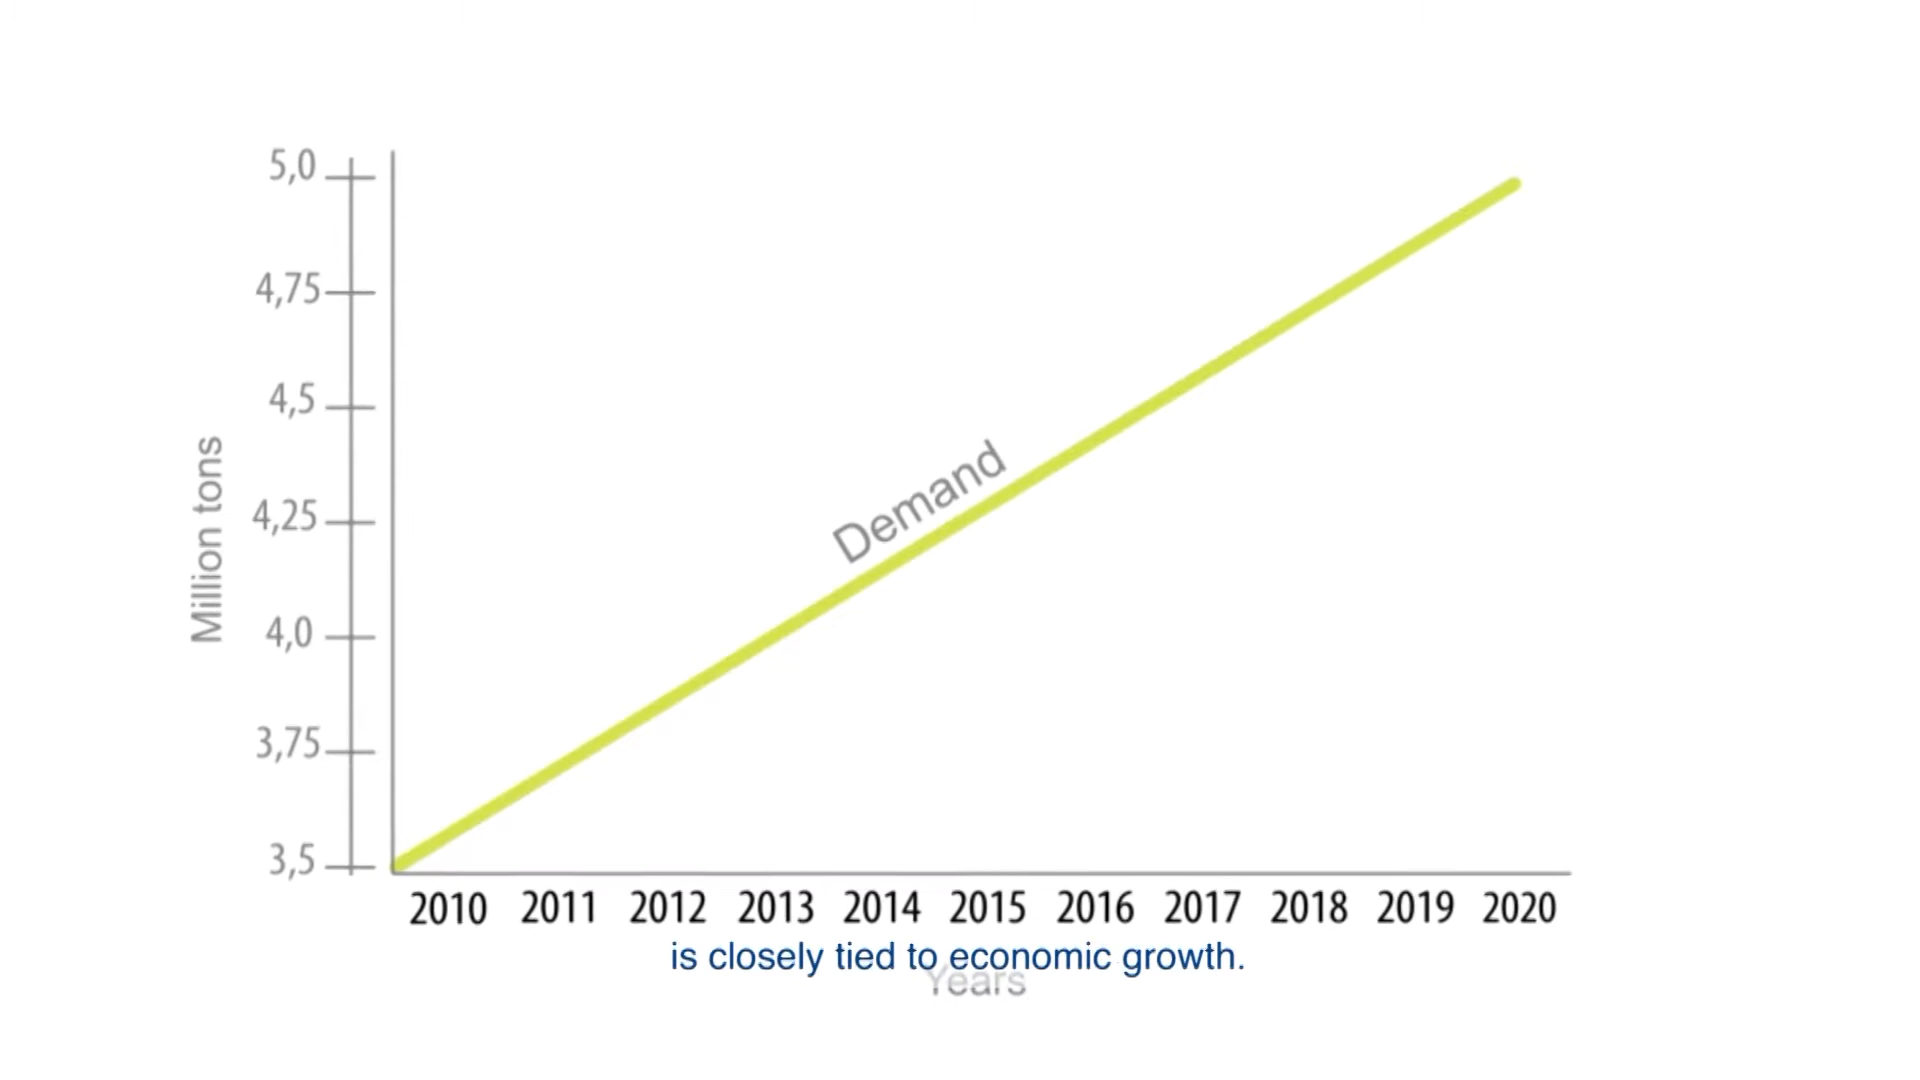 5,0
4,75
4,5
4,25
4,0
3,75
3,5
Million tons
Demand
2010 2011 2012 2013 2014 2015 2016 2017 2018 2019 2020
is closely tied to economic growth.
Years